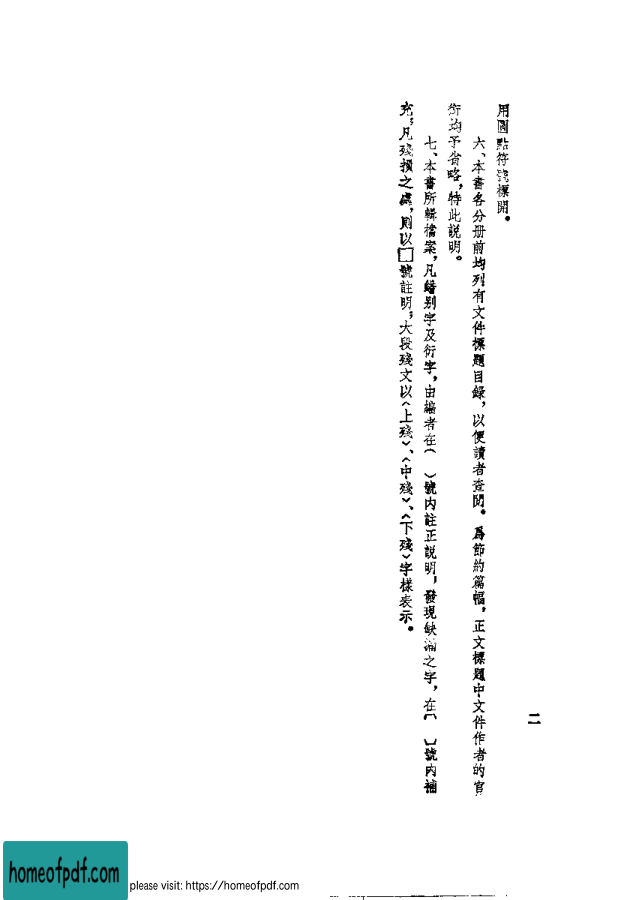 用圓點符號標開。
六、本書各分册前均列有文件標題目錄，以便讀者查閱。爲節約篇幅，正文標題中文件作者的官
銜均予省略，特此説明。
七、本書所輯檔案，凡錯别字及衍字，由編者在（ ）號内註正説明，發現缺漏之字，在〔 〕號内補
充，凡殘損之處，則以□號註明，大段殘文以〈上殘〉、〈中殘〉、〈下殘〉字樣表示。
二
homeofpdf.com
please visit: https://homeofpdf.com